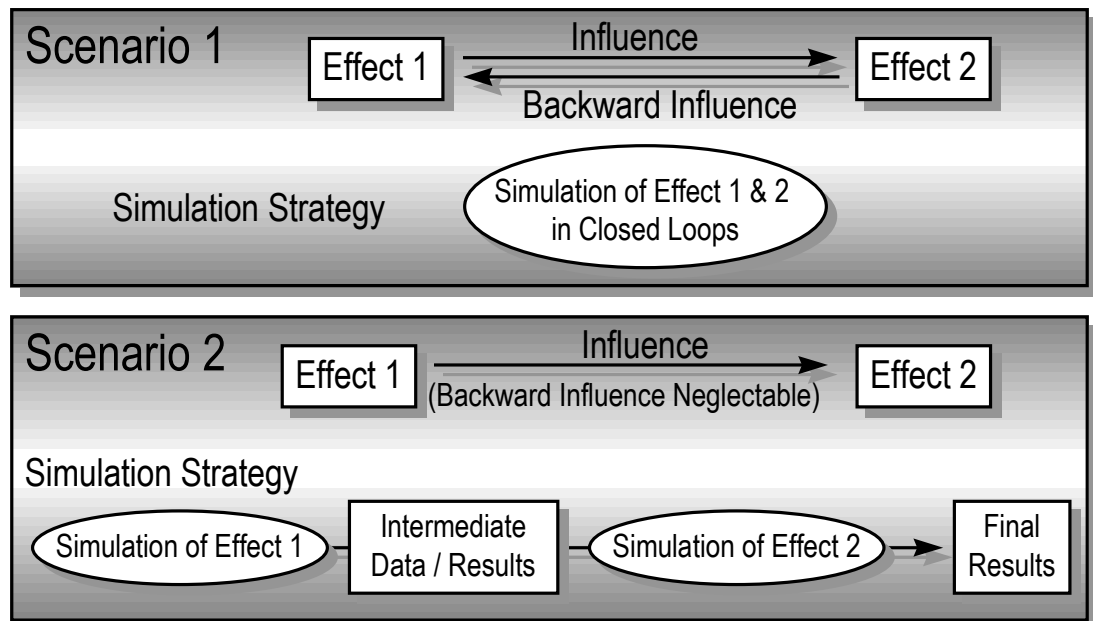 Scenario 1
Effect 1
Influence
Backward Influence
Effect 2
Simulation Strategy
Simulation of Effect 1 & 2
in Closed Loops
Scenario 2
Effect 1
Influence
(Backward Influence Neglectable)
Effect 2
Simulation Strategy
Simulation of Effect 1
Intermediate
Data / Results
Simulation of Effect 2
Final
Results